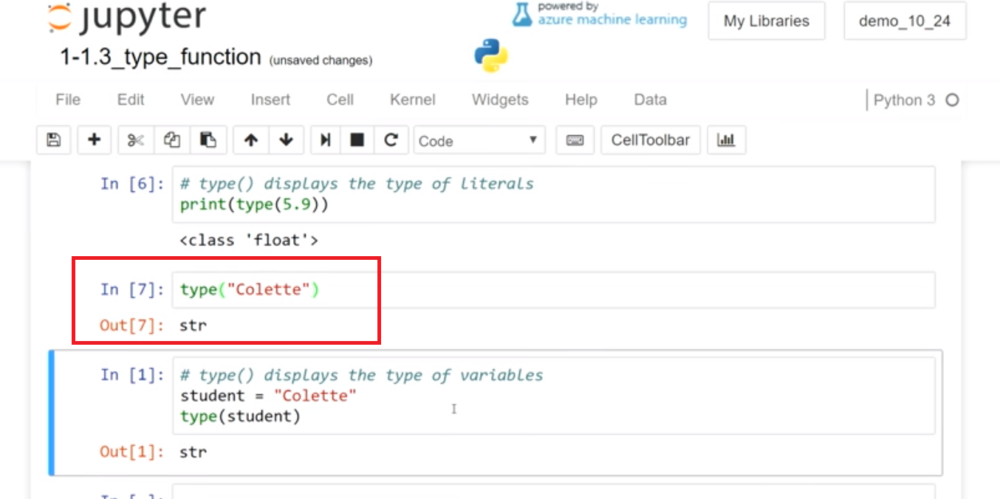 jupyter
powered by
azure machine learning
My Libraries
demo_10_24
1-1.3_type_function (unsaved changes)
File Edit View Insert Cell Kernel Widgets Help Data
Python 3
Code
CellToolbar
In [6]: # type() displays the type of literals
print(type(5.9))
<class 'float'>
In [7]: type("Colette")
Out[7]: str
In [1]: # type() displays the type of variables
student = "Colette"
type(student)
Out[1]: str